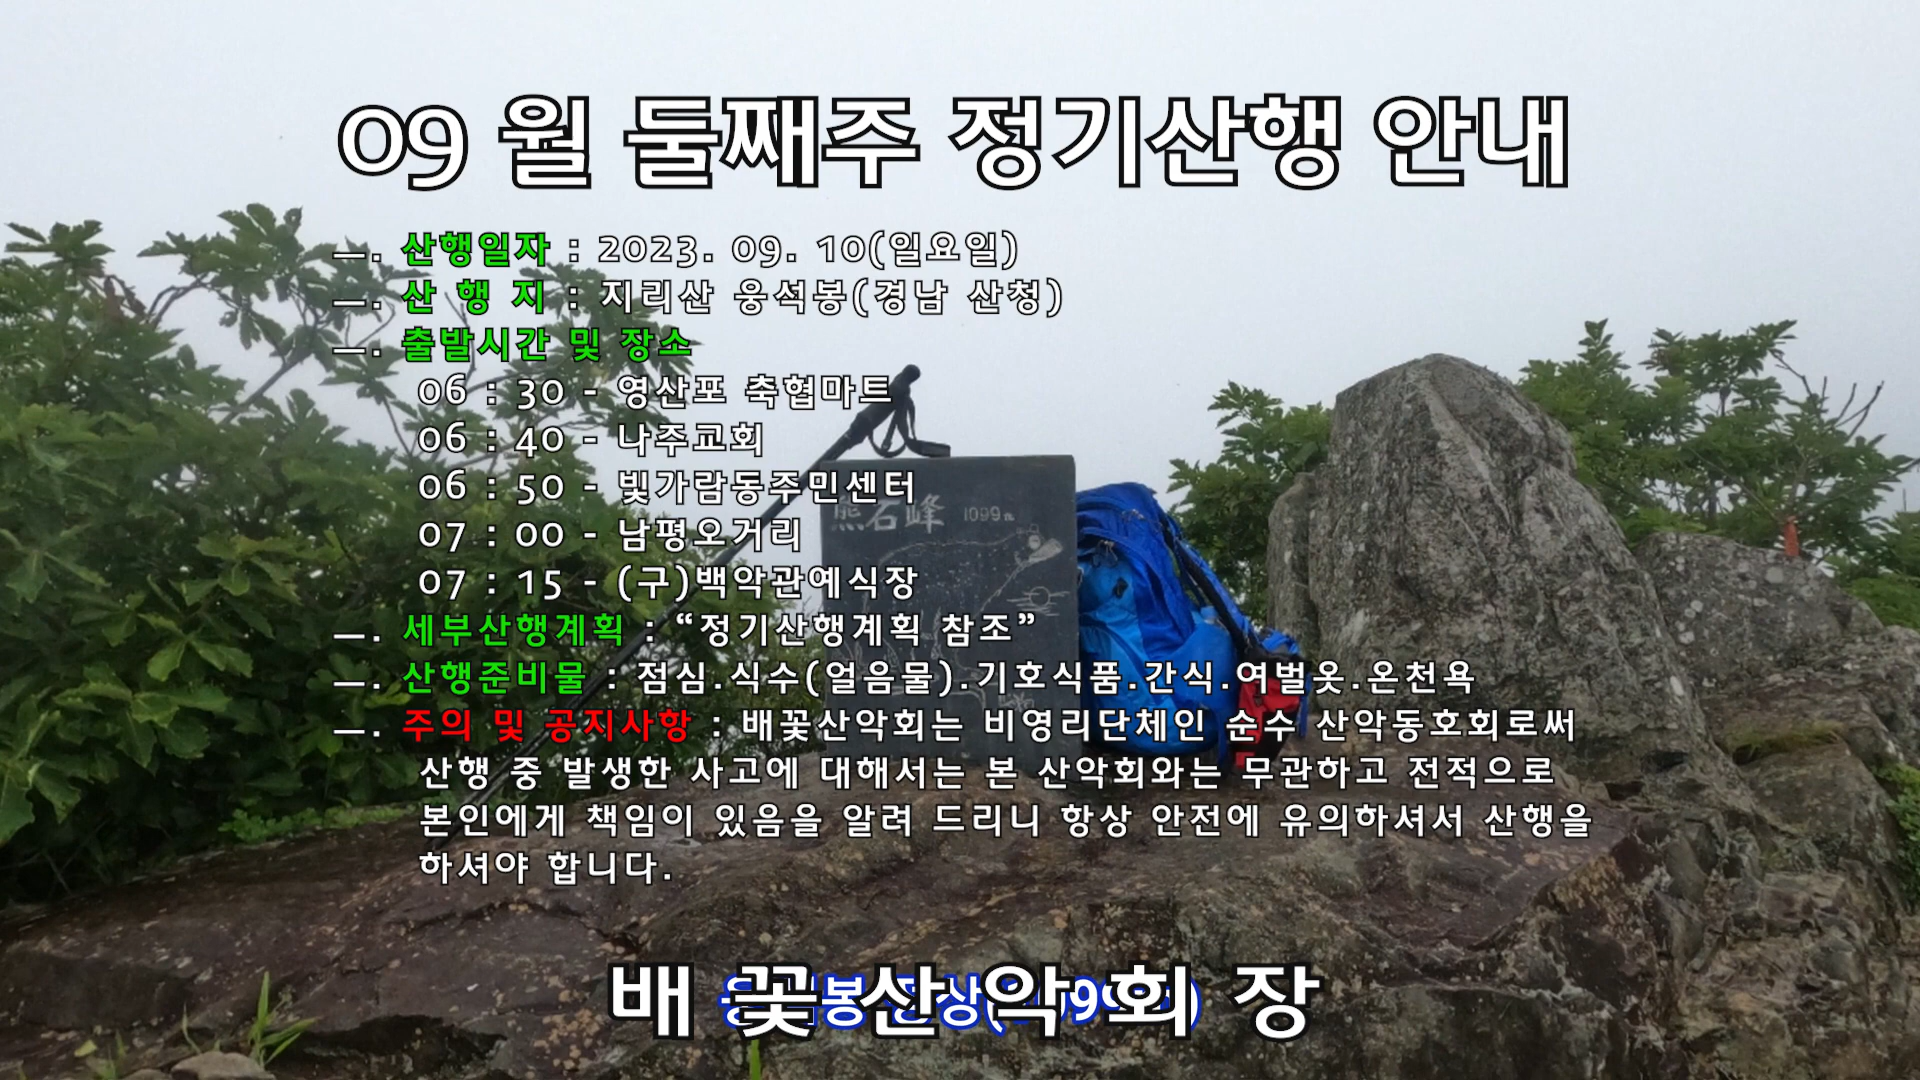 09 월 둘째주 정기산행 안내
一. 산행일자 : 2023. 09. 10(일요일)
一. 산 행 지 : 지리산 웅석봉(경남 산청)
一. 출발시간 및 장소
06 : 30 - 영산포 축협마트
06 : 40 - 나주교회
06 : 50 - 빛가람동주민센터
07 : 00 - 남평오거리
07 : 15 - (구)백악관예식장
一. 세부산행계획 : “정기산행계획 참조”
一. 산행준비물 : 점심.식수(얼음물).기호식품.간식.여벌옷.온천욕
一. 주의 및 공지사항 : 배꽃산악회는 비영리단체인 순수 산악동호회로써
산행 중 발생한 사고에 대해서는 본 산악회와는 무관하고 전적으로
본인에게 책임이 있음을 알려 드리니 항상 안전에 유의하셔서 산행을
하셔야 합니다.
熊石峰 1099m
배 꽃 산 악 회 장